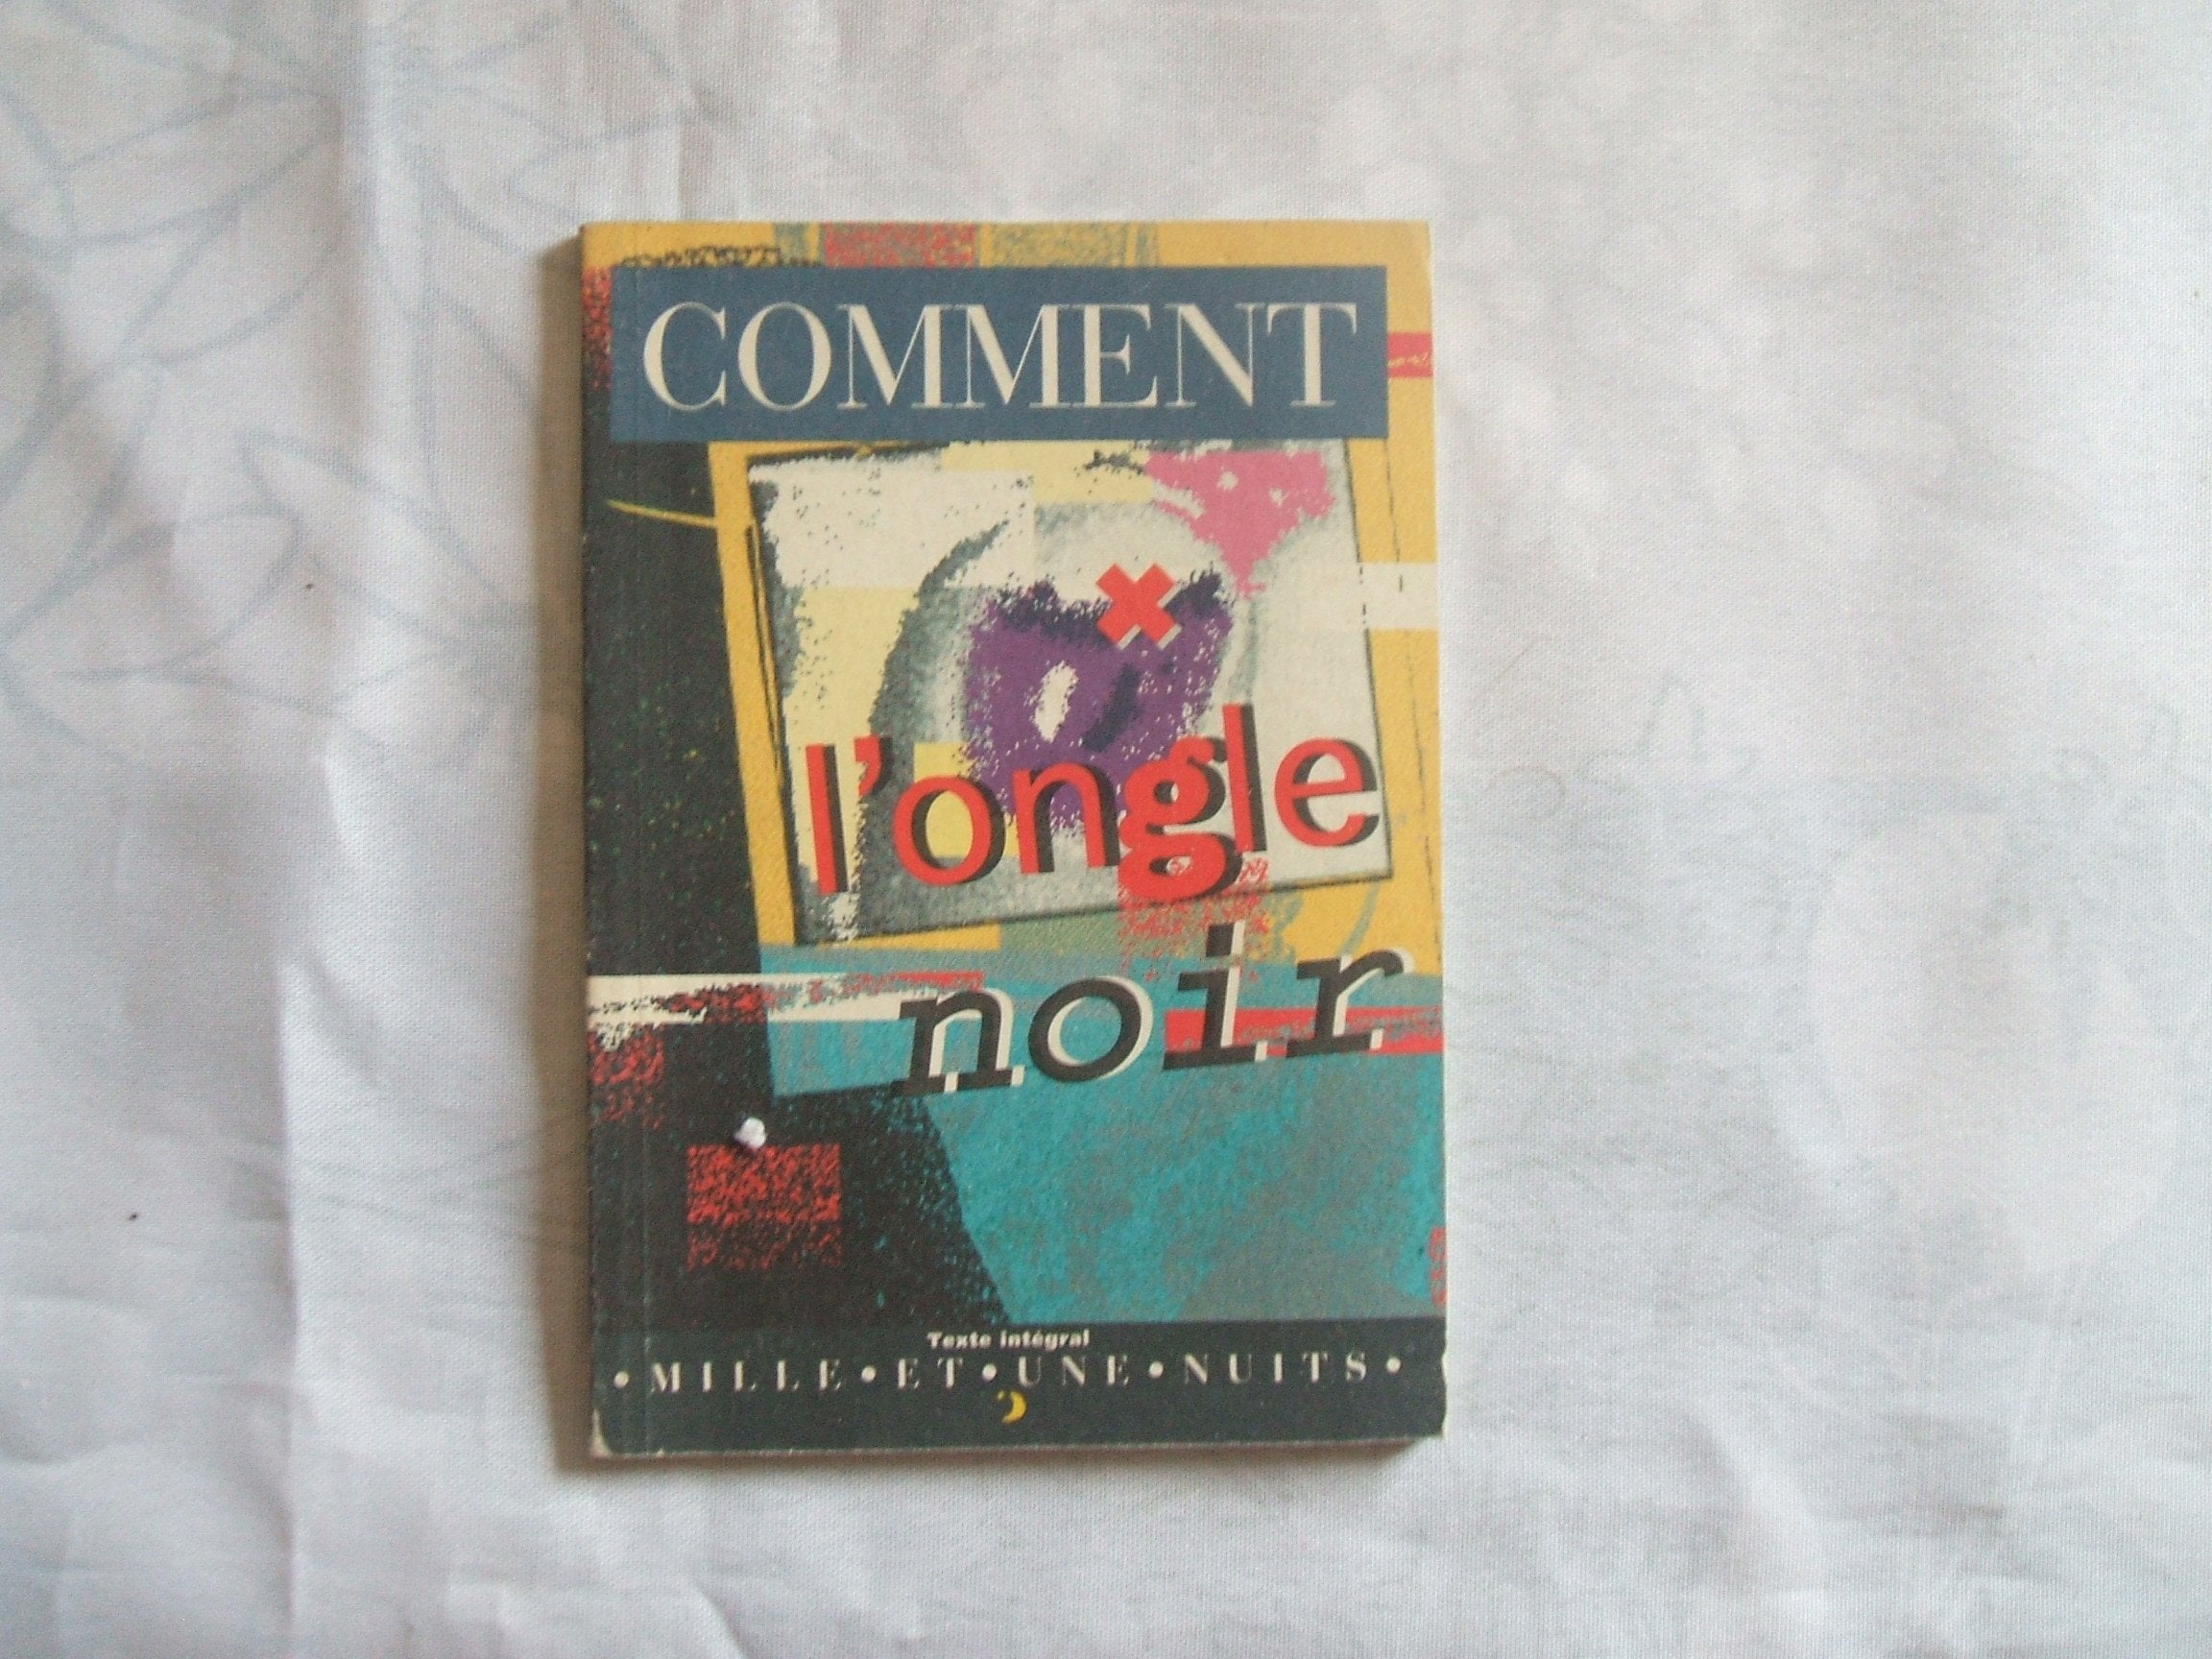 COMMENT
l'ongle
noir
Texte intégral
• MILLE • ET • UNE • NUITS •